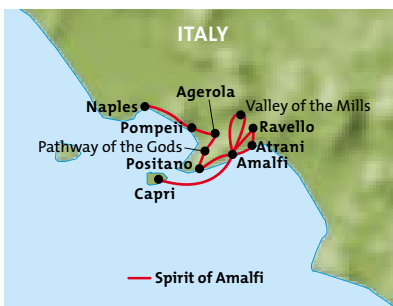 ITALY
Agerola
Naples
Valley of the Mills
Pompeii
Ravello
Pathway of the Gods
Atrani
Positano
Amalfi
Capri
Spirit of Amalfi